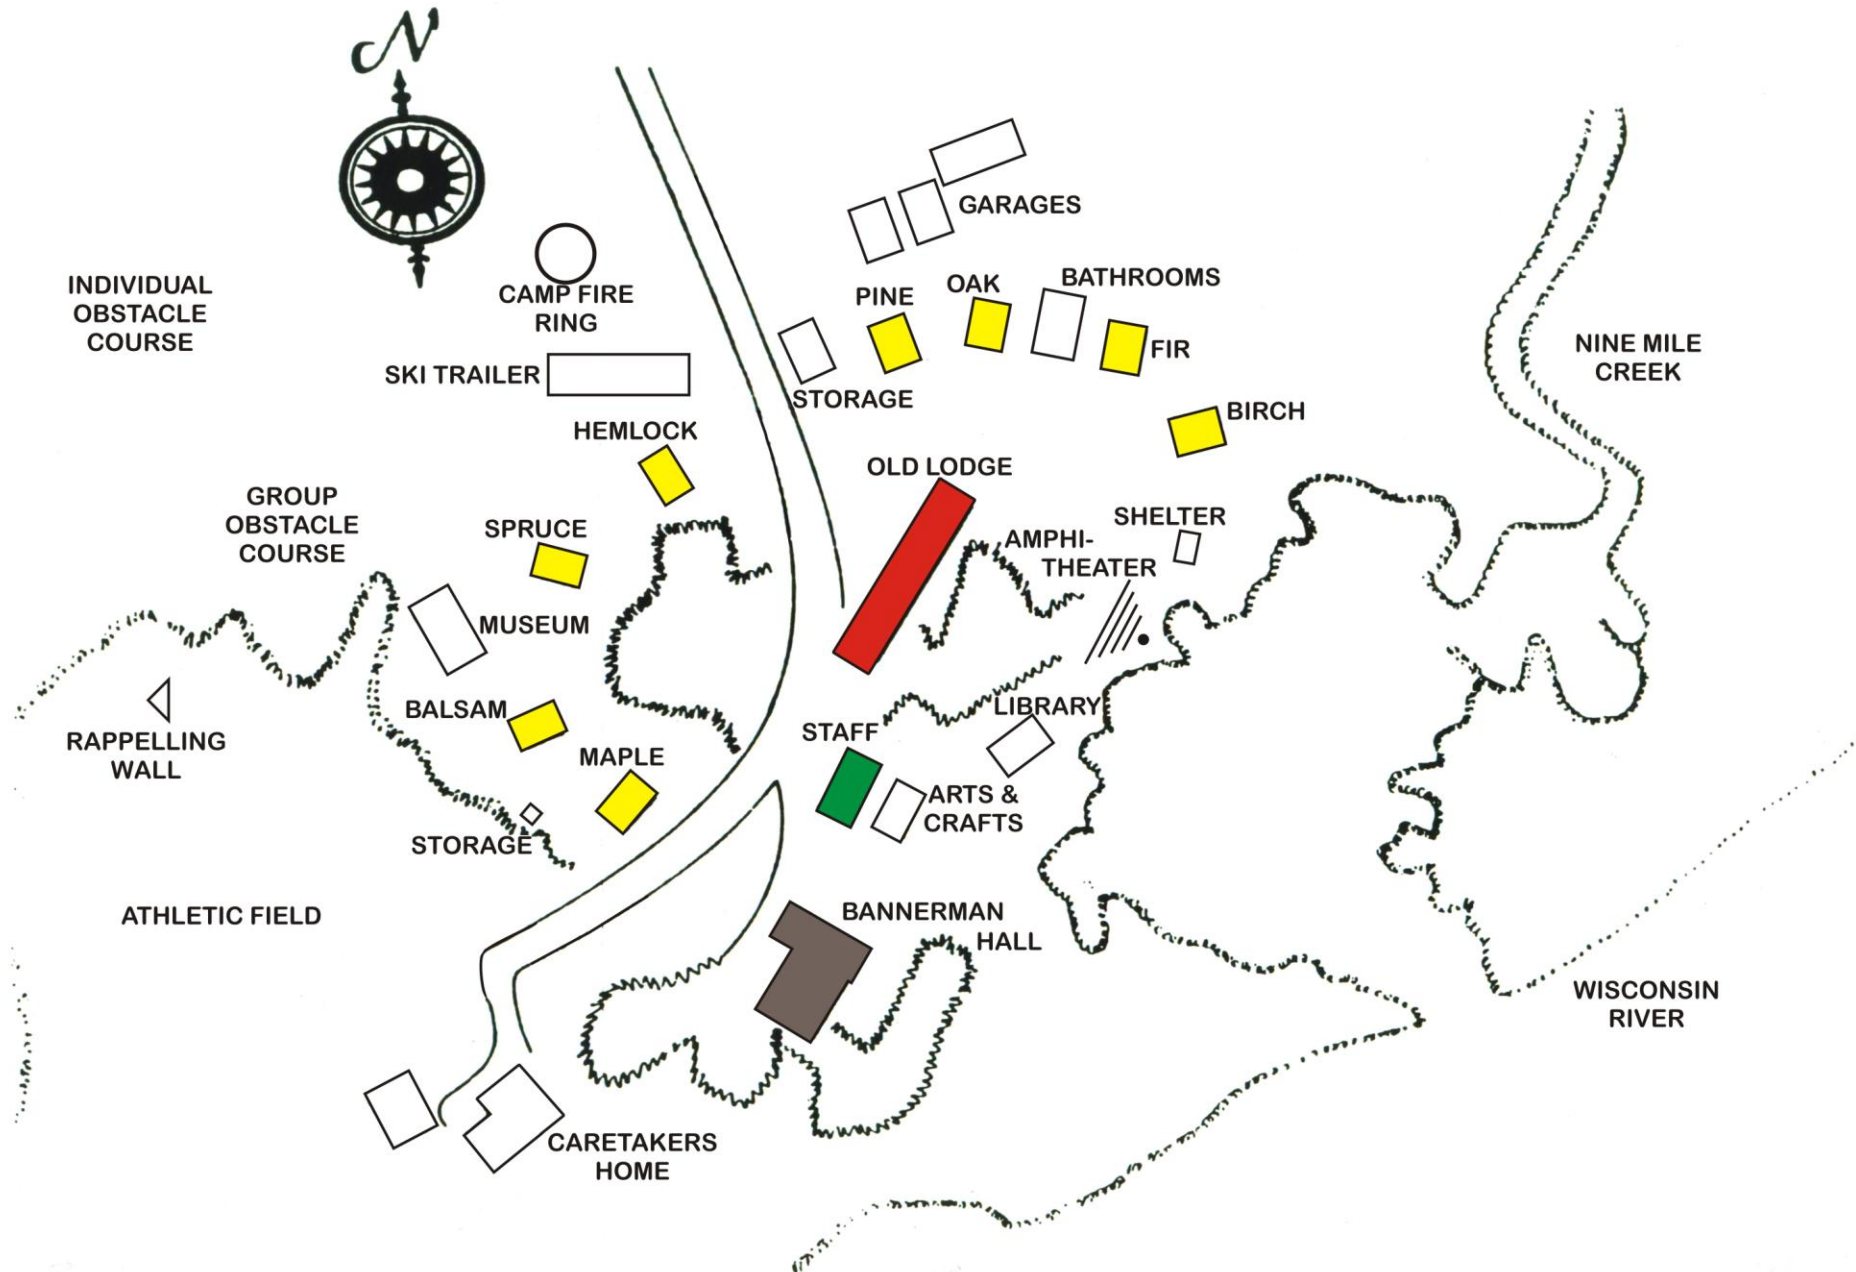 N
GARAGES
INDIVIDUAL
OBSTACLE
COURSE
CAMP FIRE
RING
PINE
OAK
BATHROOMS
FIR
NINE MILE
CREEK
SKI TRAILER
STORAGE
BIRCH
HEMLOCK
OLD LODGE
GROUP
OBSTACLE
COURSE
SPRUCE
SHELTER
AMPHI-
THEATER
MUSEUM
BALSAM
LIBRARY
RAPPELLING
WALL
STAFF
MAPLE
ARTS &
CRAFTS
STORAGE
ATHLETIC FIELD
BANNERMAN
HALL
WISCONSIN
RIVER
CARETAKERS
HOME